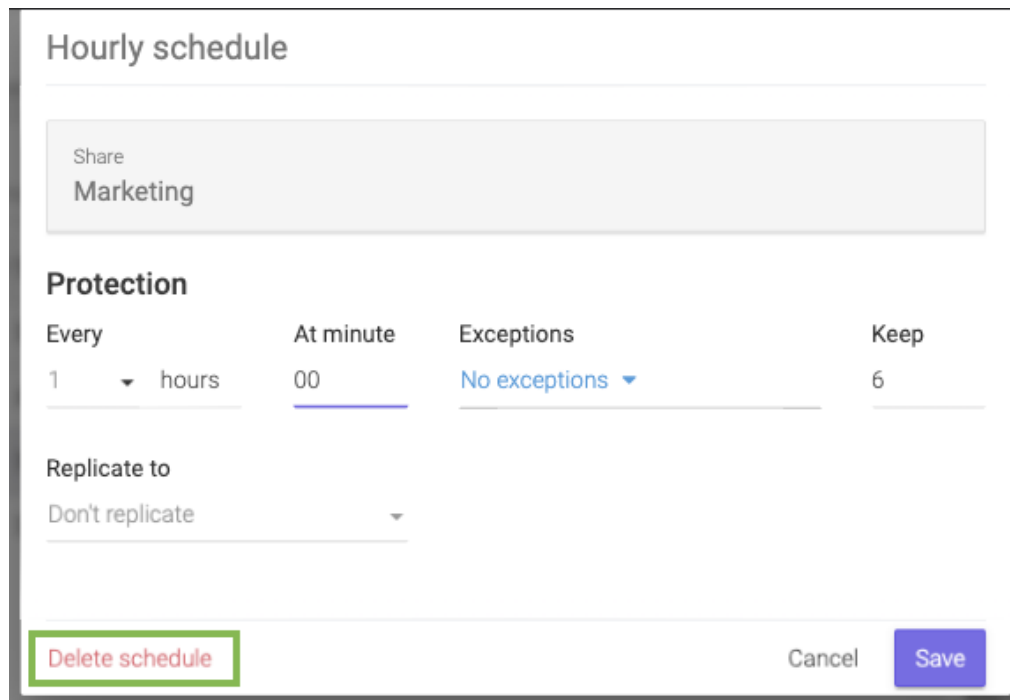 Hourly schedule
Share
Marketing
Protection
Every At minute Exceptions Keep
1 hours 00 No exceptions 6
Replicate to
Don't replicate
Delete schedule Cancel Save